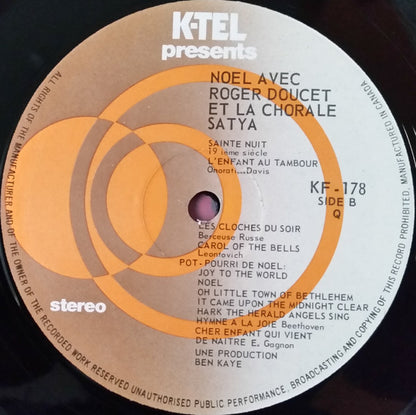 K-TEL
presents
NOEL AVEC
ROGER DOUCET
ET LA CHORALE
SATYA
SAINTE NUIT
19 ième siécle
L'ENFANT AU TAMBOUR
Onorati....Davis
KF-178
SIDE B
Q
LES CLOCHES DU SOIR
Berceuse Russe
CAROL OF THE BELLS
Leontovich
POT-POURRI DE NOEL:
JOY TO THE WORLD
NOEL
OH LITTLE TOWN OF BETHLEHEM
IT CAME UPON THE MIDNIGHT CLEAR
HARK THE HERALD ANGELS SING
HYMNE A LA JOIE Beethoven
CHER ENFANT QUI VIENT
DE NAITRE E. Gagnon
UNE PRODUCTION
BEN KAYE
stereo
ALL RIGHTS OF THE MANUFACTURER AND OF THE OWNER OF THE RECORDED WORK RESERVED UNAUTHORISED PUBLIC PERFORMANCE, BROADCASTING AND COPYING OF THIS RECORD PROHIBITED. MANUFACTURED IN CANADA